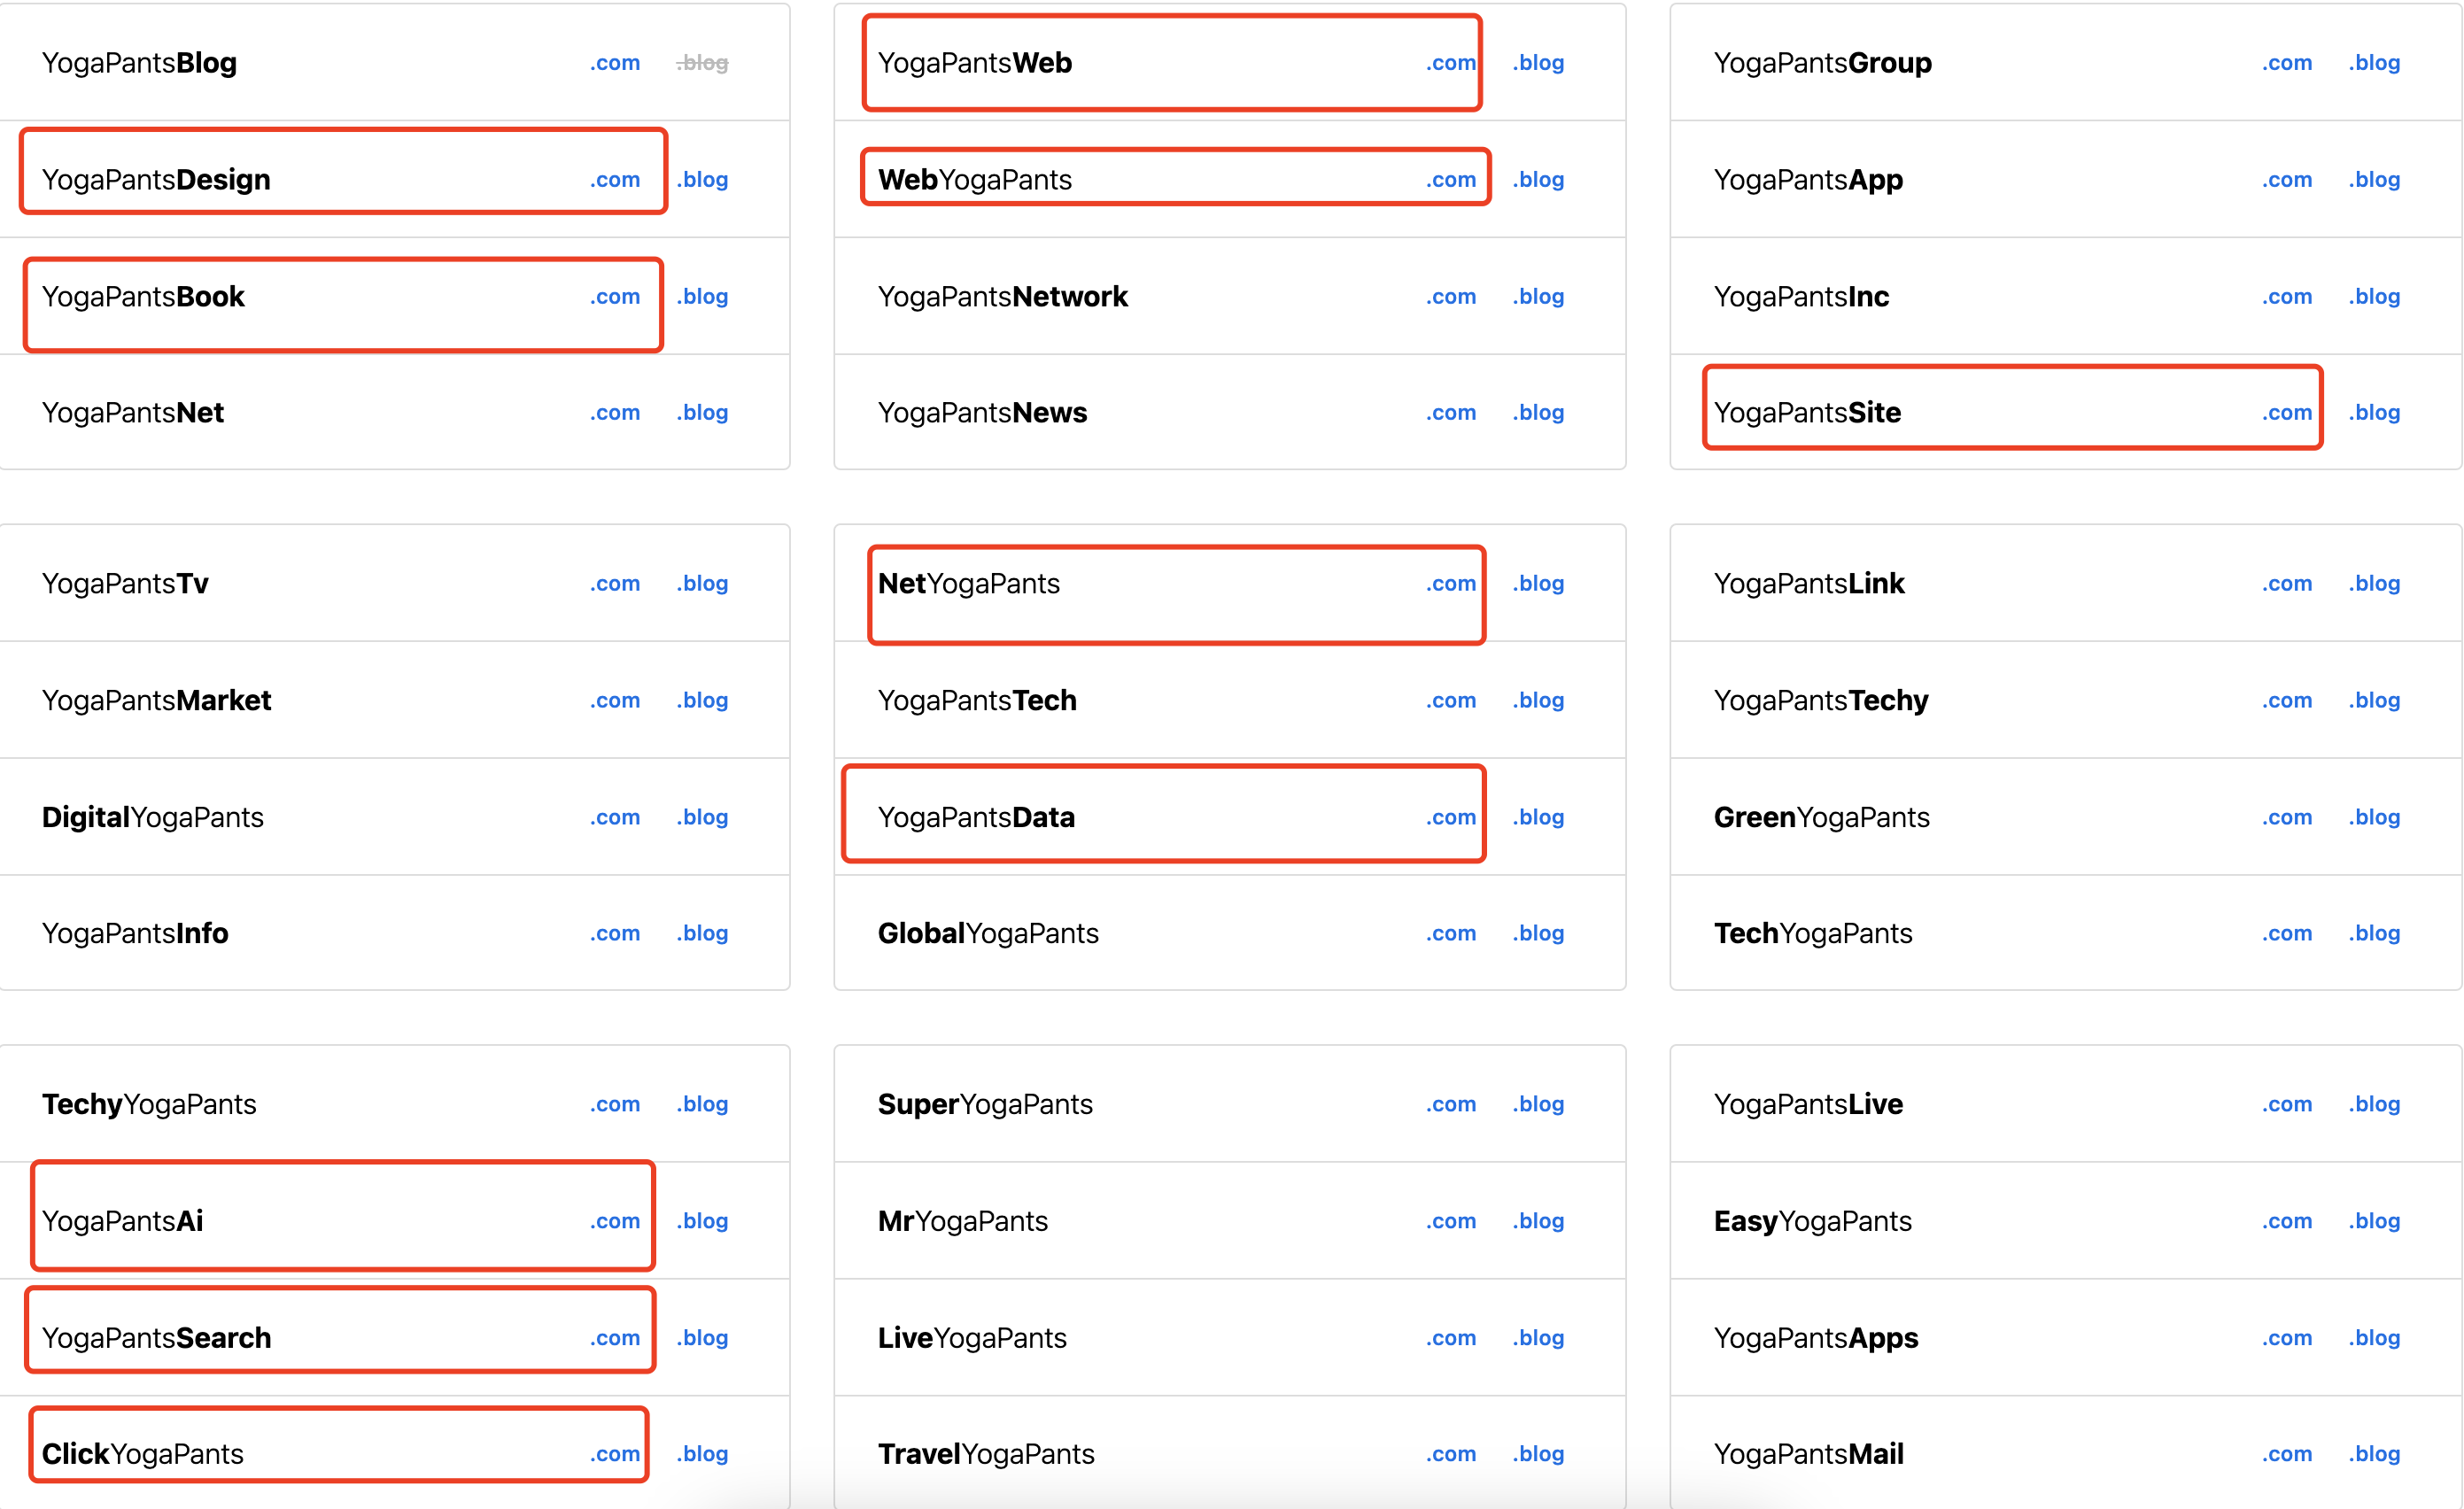 YogaPantsBlog .com .blog
YogaPantsDesign .com .blog
YogaPantsBook .com .blog
YogaPantsNet .com .blog
YogaPantsWeb .com .blog
WebYogaPants .com .blog
YogaPantsNetwork .com .blog
YogaPantsNews .com .blog
YogaPantsGroup .com .blog
YogaPantsApp .com .blog
YogaPantsInc .com .blog
YogaPantsSite .com .blog
YogaPantsTv .com .blog
YogaPantsMarket .com .blog
DigitalYogaPants .com .blog
YogaPantsInfo .com .blog
NetYogaPants .com .blog
YogaPantsTech .com .blog
YogaPantsData .com .blog
GlobalYogaPants .com .blog
YogaPantsLink .com .blog
YogaPantsTechy .com .blog
GreenYogaPants .com .blog
TechYogaPants .com .blog
TechyYogaPants .com .blog
YogaPantsAi .com .blog
YogaPantsSearch .com .blog
ClickYogaPants .com .blog
SuperYogaPants .com .blog
MrYogaPants .com .blog
LiveYogaPants .com .blog
TravelYogaPants .com .blog
YogaPantsLive .com .blog
EasyYogaPants .com .blog
YogaPantsApps .com .blog
YogaPantsMail .com .blog